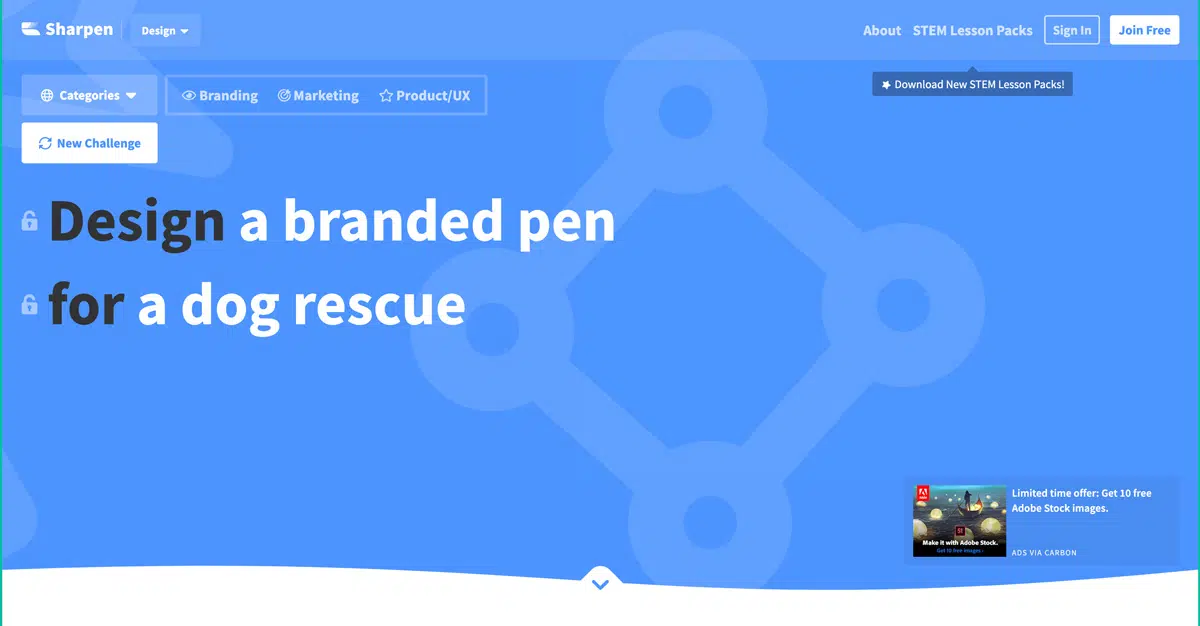 Sharpen
Design
About
STEM Lesson Packs
Sign In
Join Free
Categories
Branding
Marketing
Product/UX
Download New STEM Lesson Packs!
New Challenge
Design a branded pen
for a dog rescue
Limited time offer: Get 10 free
Adobe Stock images.
Adobe
St
Make it with Adobe Stock.
Get 10 free images ›
ADS VIA CARBON